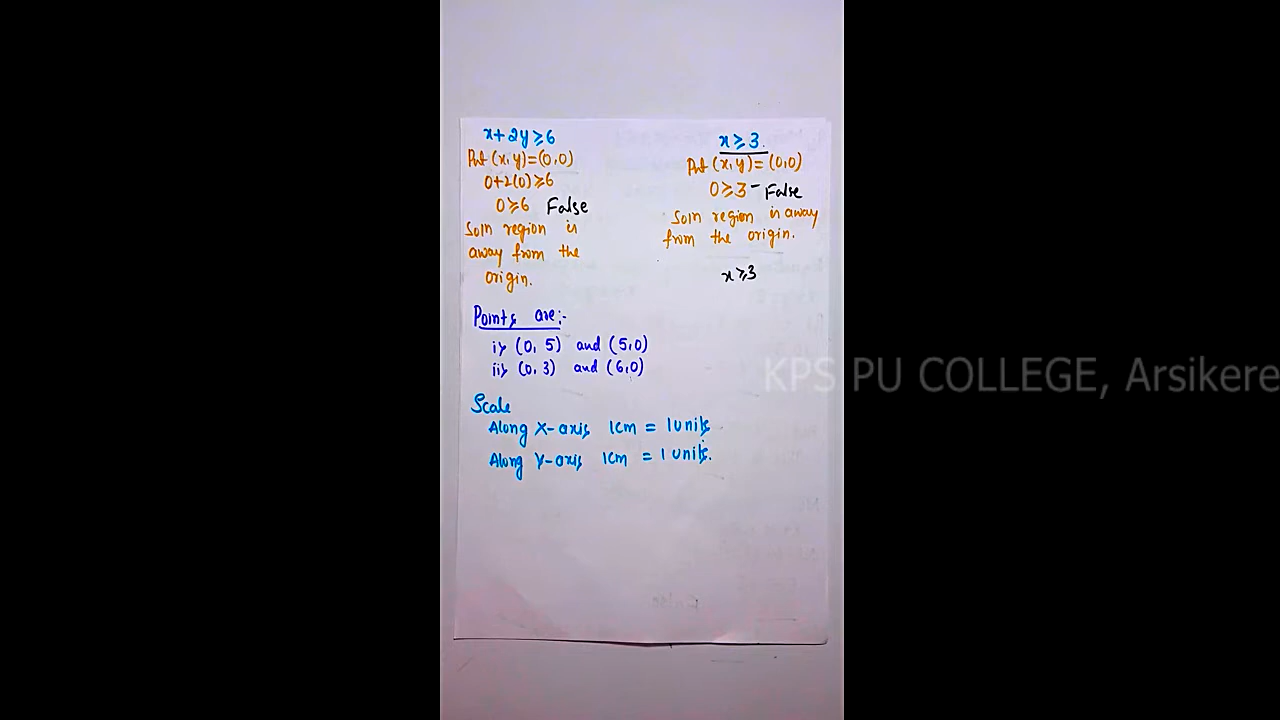 x+2y≥6
Put (x,y)=(0,0)
0+2(0)≥6
0≥6 False
Soln region is
away from the
origin.
x≥3.
Put (x,y)=(0,0)
0≥3 - False
Soln region is away
from the origin.
x≥3
Points are:-
i> (0, 5) and (5,0)
ii> (0, 3) and (6,0)
KPS PU COLLEGE, Arsikere
Scale
Along X-axis 1cm = 1units
Along Y-axis 1cm = 1 units.